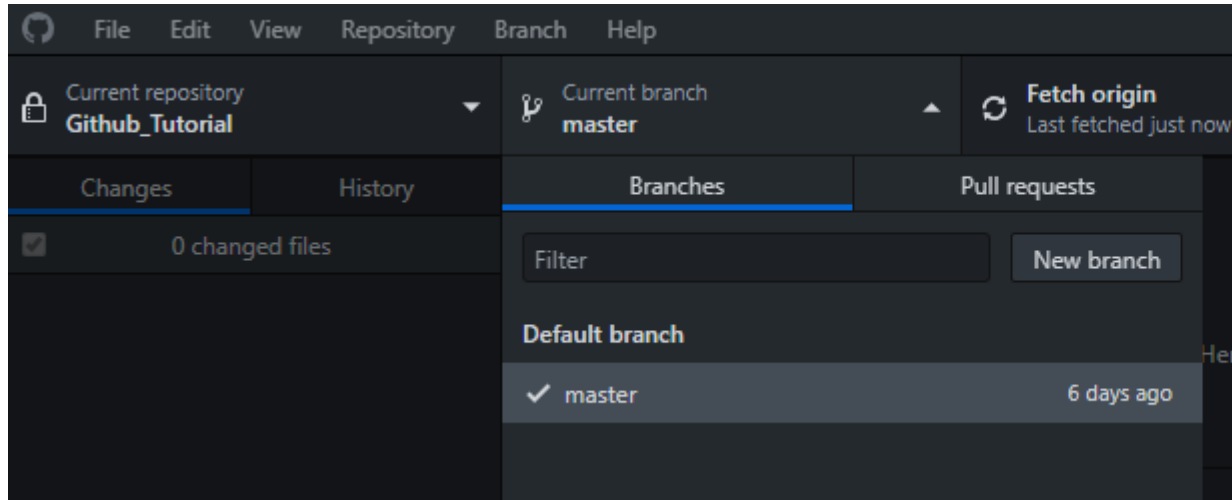 File Edit View Repository Branch Help
Current repository
Github_Tutorial
Current branch
master
Fetch origin
Last fetched just now
Changes History
0 changed files
Branches Pull requests
Filter New branch
Default branch
master 6 days ago